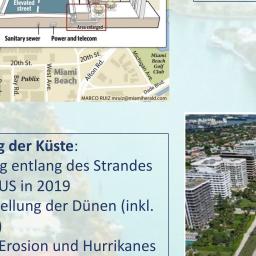 Elevated
street
Area enlarged
Sanitary sewer Power and telecom
20th St.
20th St.
Bay Rd.
Publix
West Ave.
Alton Rd.
Miami
Beach
Michigan Ave.
Miami
Beach
Golf
Club
Dade Blvd.
MARCO RUIZ mruiz@miamiherald.com
g der Küste:
g entlang des Strandes
US in 2019
ellung der Dünen (inkl.
)
Erosion und Hurrikanes